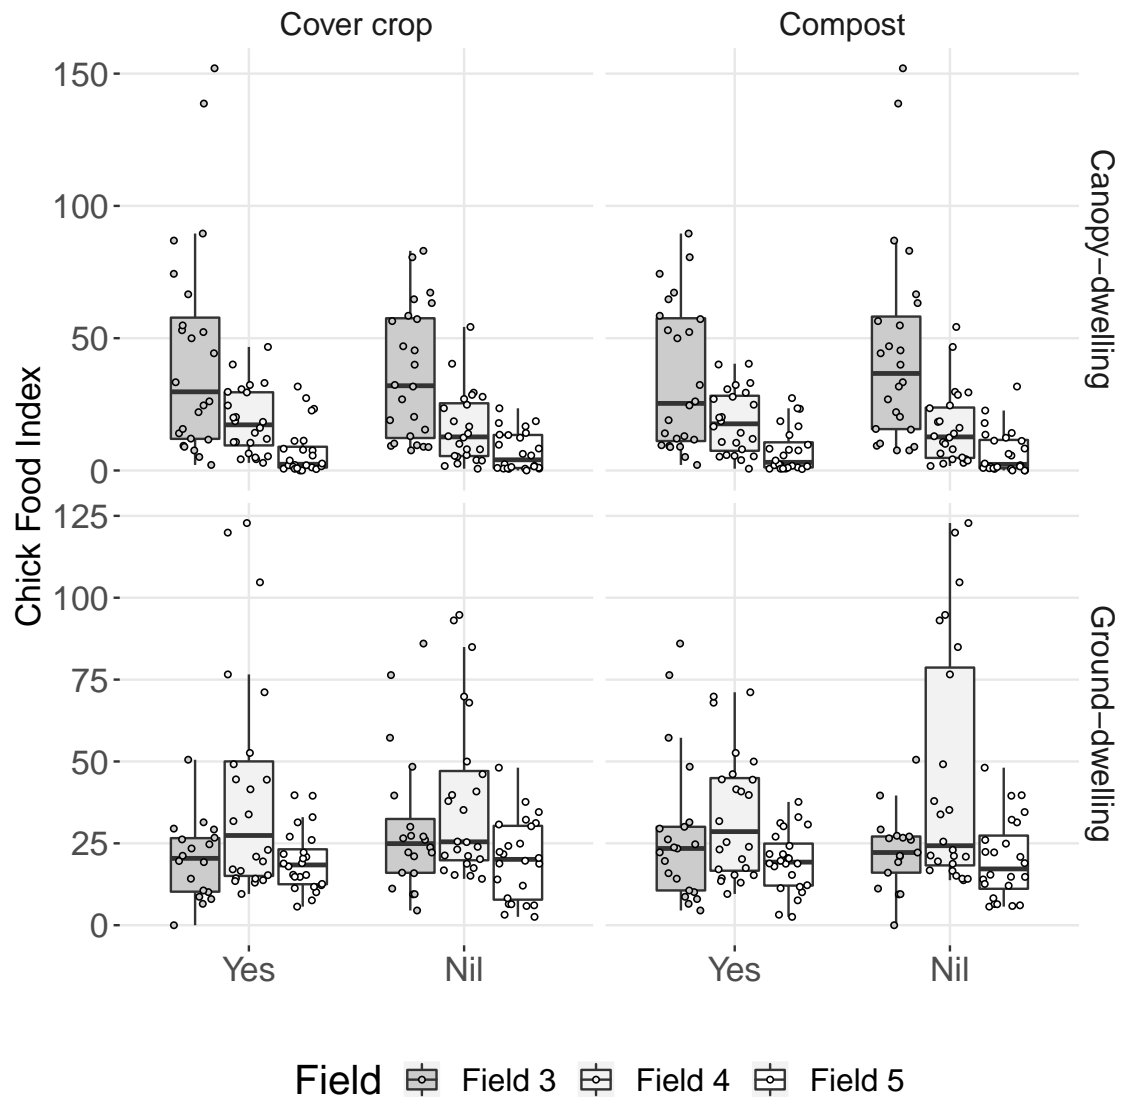 Cover crop
Compost
150
100
50
0
Canopy−dwelling
Chick Food Index
125
100
75
50
25
0
Ground−dwelling
Yes
Nil
Yes
Nil
Field
Field 3
Field 4
Field 5